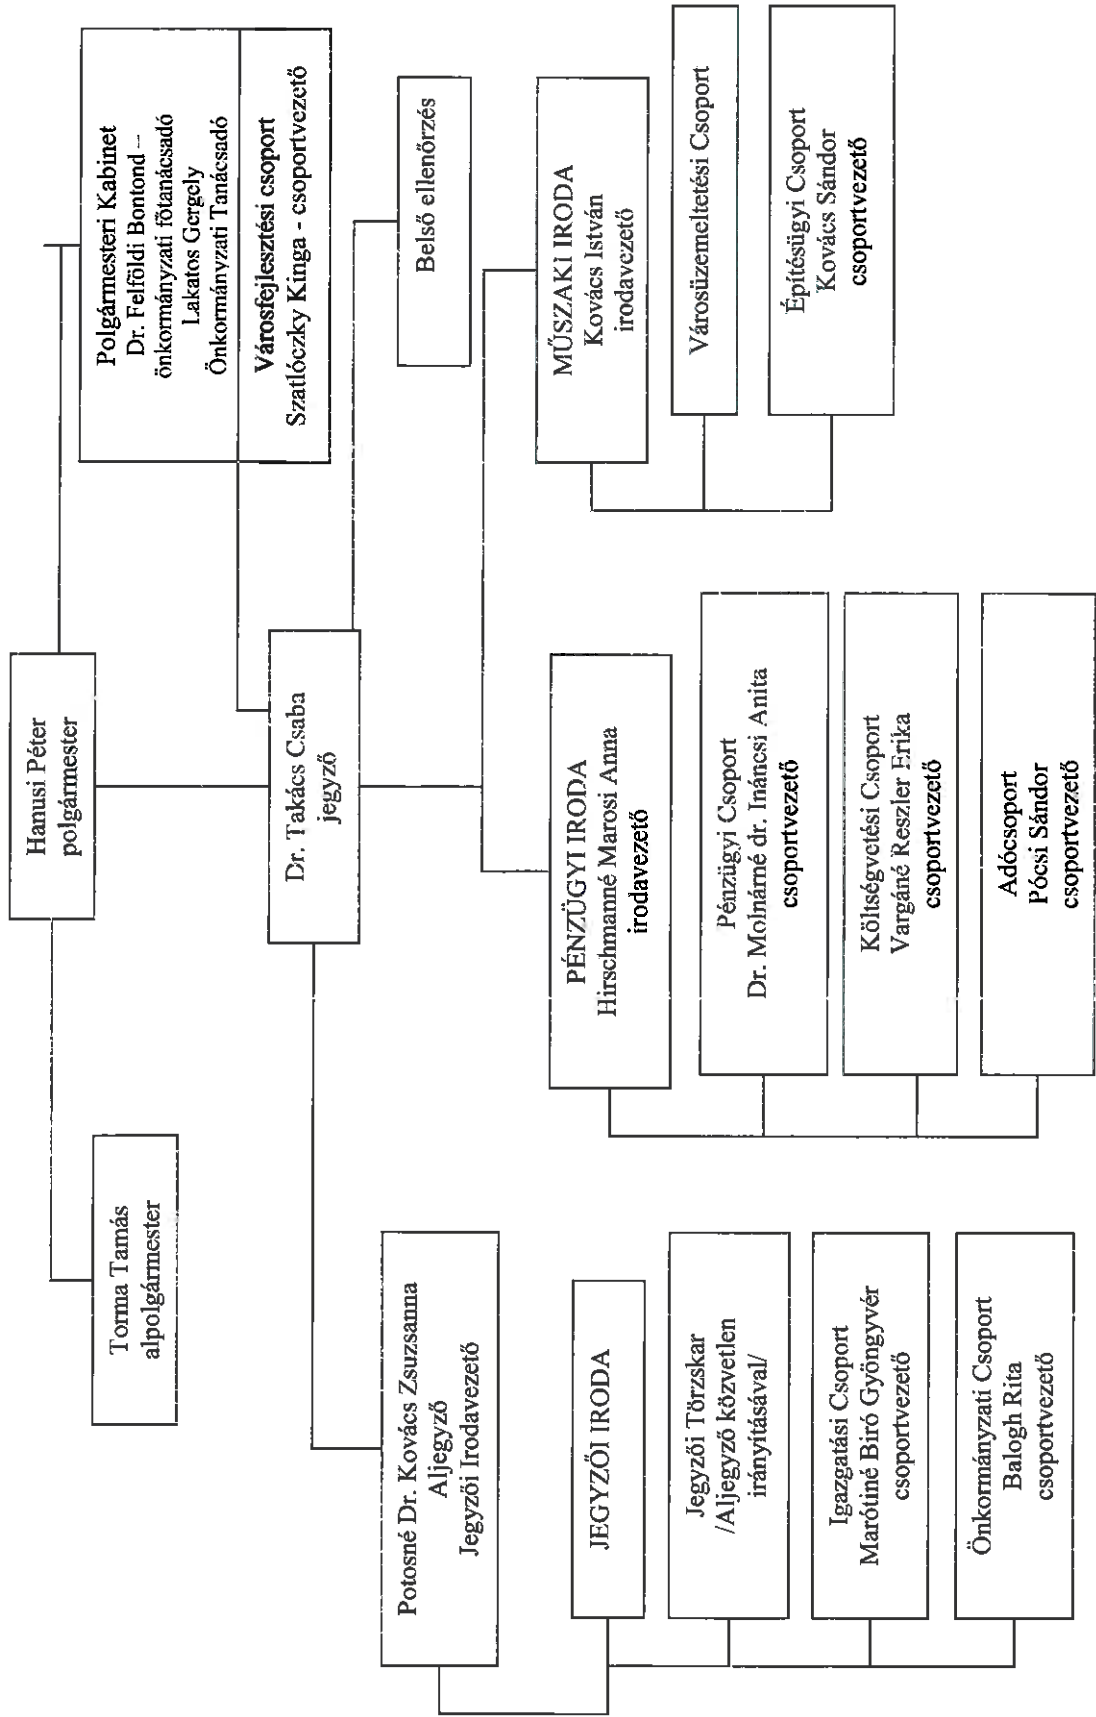 Hanusi Péter
polgármester
Torma Tamás
alpolgármester
Polgármesteri Kabinet
Dr. Felföldi Bontond –
önkormányzati főtanácsadó
Lakatos Gergely
Önkormányzati Tanácsadó
Városfejlesztési csoport
Szatlóczky Kinga - csoportvezető
Dr. Takács Csaba
jegyző
Belső ellenőrzés
Potosné Dr. Kovács Zsuzsanna
Aljegyző
Jegyzői Irodavezető
JEGYZŐI IRODA
Jegyzői Törzskar
/Aljegyző közvetlen
irányításával/
Igazgatási Csoport
Marótiné Biró Gyöngyvér
csoportvezető
Önkormányzati Csoport
Balogh Rita
csoportvezető
PÉNZÜGYI IRODA
Hirschmanné Marosi Anna
irodavezető
Pénzügyi Csoport
Dr. Molnárné dr. Ináncsi Anita
csoportvezető
Költségvetési Csoport
Vargáné Reszler Erika
csoportvezető
Adócsoport
Pócsi Sándor
csoportvezető
MŰSZAKI IRODA
Kovács István
irodavezető
Városüzemeltetési Csoport
Építésügyi Csoport
Kovács Sándor
csoportvezető